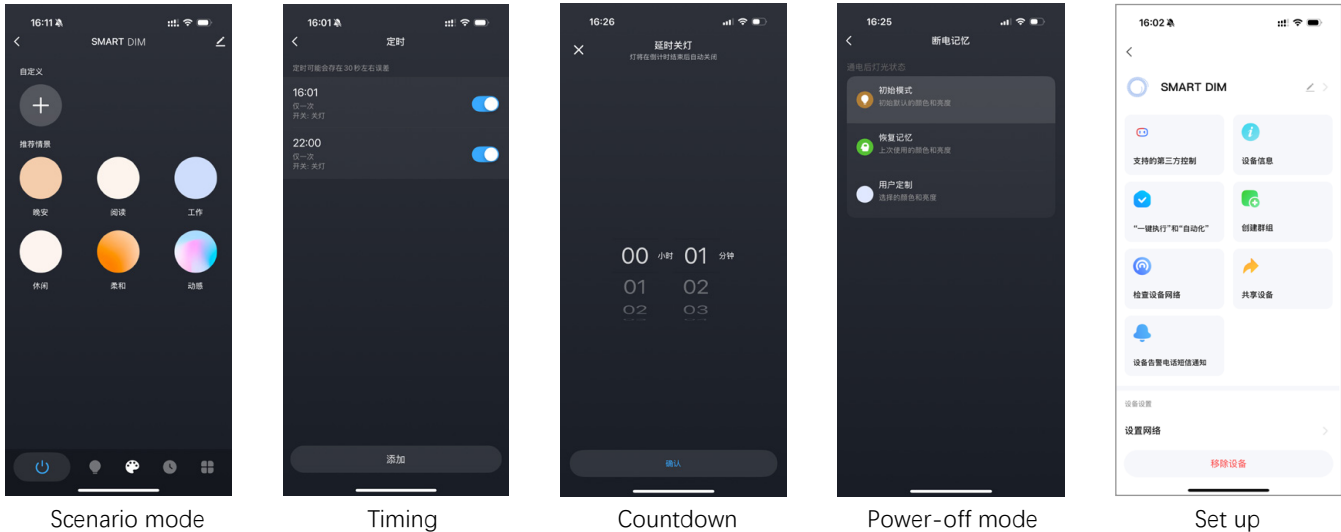 16:11
SMART DIM
自定义
推荐情景
晚安 阅读 工作
休闲 柔和 动感
Scenario mode
16:01
定时
定时可能会存在30秒左右误差
16:01
仅一次
开关: 关灯
22:00
仅一次
开关: 关灯
添加
Timing
16:26
延时关灯
灯将在倒计时结束后自动关闭
00 小时 01 分钟
01 02
02 03
确认
Countdown
16:25
断电记忆
通电后灯光状态
初始模式
初始默认的颜色和亮度
恢复记忆
上次使用的颜色和亮度
用户定制
选择的颜色和亮度
Power-off mode
16:02
SMART DIM
支持的第三方控制 设备信息
“一键执行”和“自动化” 创建群组
检查设备网络 共享设备
设备告警电话短信通知
设备设置
设置网络
移除设备
Set up